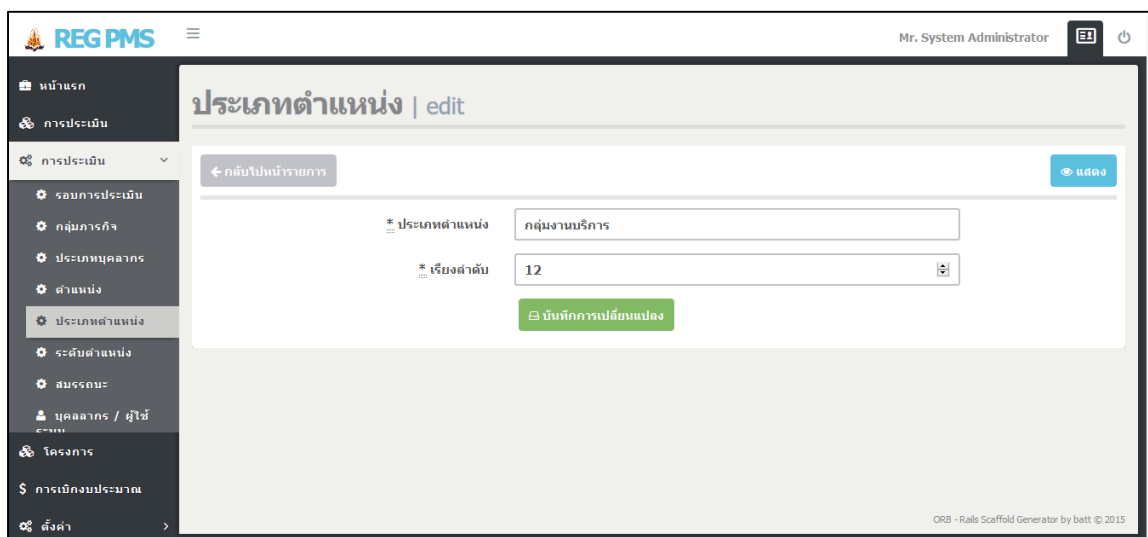 REG PMS
Mr. System Administrator
หน้าแรก
การประเมิน
การประเมิน
รอบการประเมิน
กลุ่มภารกิจ
ประเภทบุคลากร
ตำแหน่ง
ประเภทตำแหน่ง
ระดับตำแหน่ง
สมรรถนะ
บุคลลากร / ผู้ใช้
ระบบ
โครงการ
$ การเบิกงบประมาณ
ตั้งค่า
ประเภทตำแหน่ง | edit
กลับไปหน้ารายการ
แสดง
* ประเภทตำแหน่ง
กลุ่มงานบริการ
* เรียงลำดับ
12
บันทึกการเปลี่ยนแปลง
ORB - Rails Scaffold Generator by batt © 2015